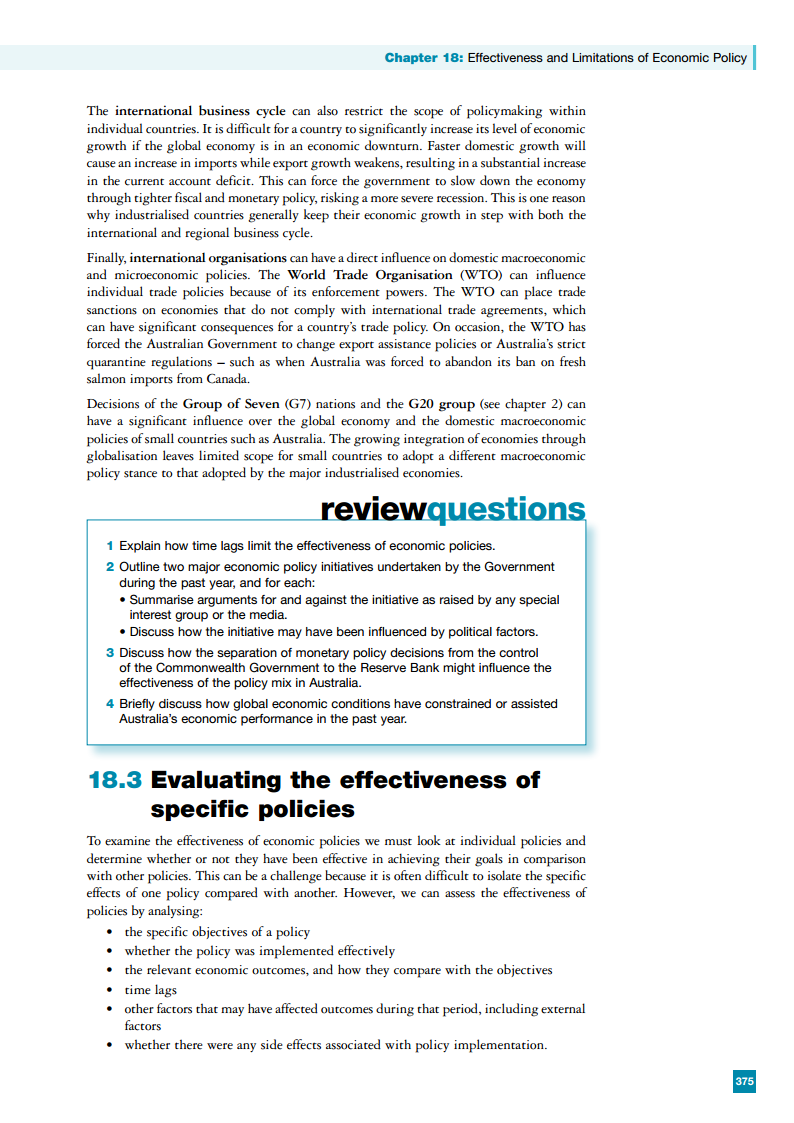 Chapter 18: Effectiveness and Limitations of Economic Policy
The international business cycle can also restrict the scope of policymaking within
individual countries. It is difficult for a country to significantly increase its level of economic
growth if the global economy is in an economic downturn. Faster domestic growth will
cause an increase in imports while export growth weakens, resulting in a substantial increase
in the current account deficit. This can force the government to slow down the economy
through tighter fiscal and monetary policy, risking a more severe recession. This is one reason
why industrialised countries generally keep their economic growth in step with both the
international and regional business cycle.
Finally, international organisations can have a direct influence on domestic macroeconomic
and microeconomic policies. The World Trade Organisation (WTO) can influence
individual trade policies because of its enforcement powers. The WTO can place trade
sanctions on economies that do not comply with international trade agreements, which
can have significant consequences for a country's trade policy. On occasion, the WTO has
forced the Australian Government to change export assistance policies or Australia's strict
quarantine regulations – such as when Australia was forced to abandon its ban on fresh
salmon imports from Canada.
Decisions of the Group of Seven (G7) nations and the G20 group (see chapter 2) can
have a significant influence over the global economy and the domestic macroeconomic
policies of small countries such as Australia. The growing integration of economies through
globalisation leaves limited scope for small countries to adopt a different macroeconomic
policy stance to that adopted by the major industrialised economies.
reviewquestions
1 Explain how time lags limit the effectiveness of economic policies.
2 Outline two major economic policy initiatives undertaken by the Government
during the past year, and for each:
• Summarise arguments for and against the initiative as raised by any special
interest group or the media.
• Discuss how the initiative may have been influenced by political factors.
3 Discuss how the separation of monetary policy decisions from the control
of the Commonwealth Government to the Reserve Bank might influence the
effectiveness of the policy mix in Australia.
4 Briefly discuss how global economic conditions have constrained or assisted
Australia's economic performance in the past year.
18.3 Evaluating the effectiveness of
specific policies
To examine the effectiveness of economic policies we must look at individual policies and
determine whether or not they have been effective in achieving their goals in comparison
with other policies. This can be a challenge because it is often difficult to isolate the specific
effects of one policy compared with another. However, we can assess the effectiveness of
policies by analysing:
• the specific objectives of a policy
• whether the policy was implemented effectively
• the relevant economic outcomes, and how they compare with the objectives
• time lags
• other factors that may have affected outcomes during that period, including external
factors
• whether there were any side effects associated with policy implementation.
375